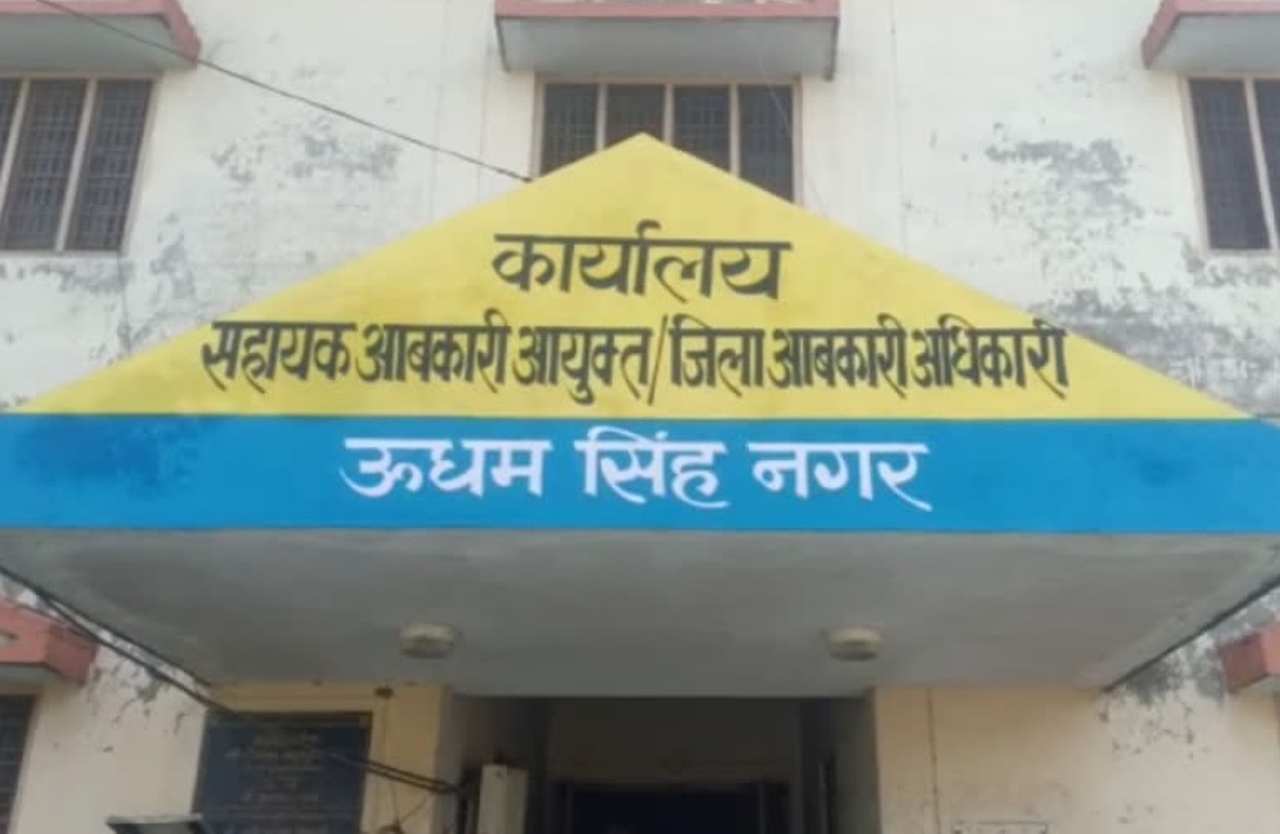 कार्यालय
सहायक आबकारी आयुक्त/जिला आबकारी अधिकारी
ऊधम सिंह नगर